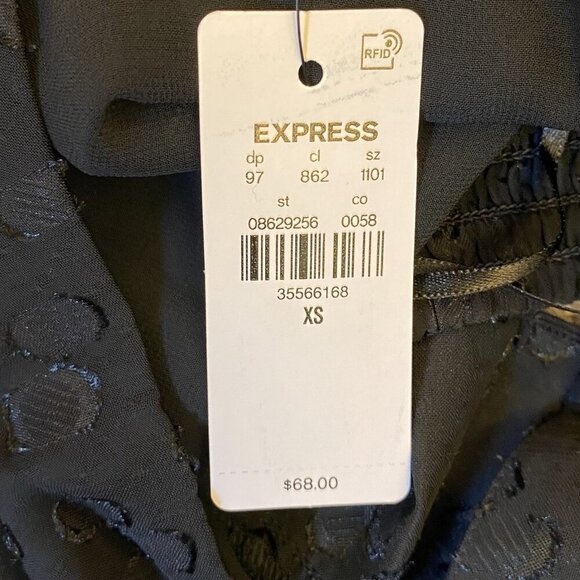 RFID
EXPRESS
dp cl sz
97 862 1101
st co
08629256 0058
35566168
XS
$68.00